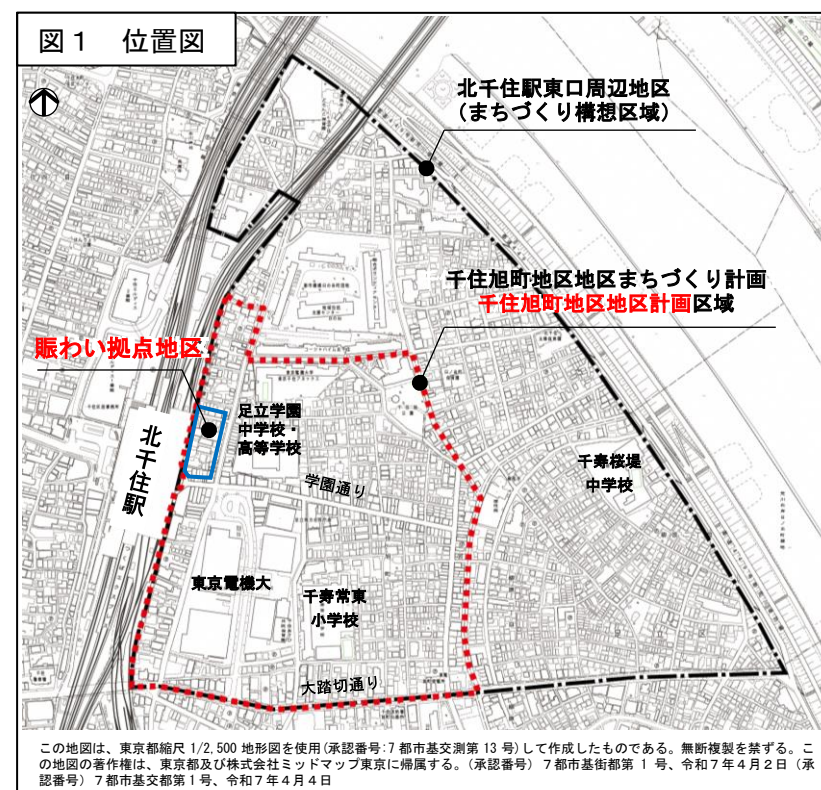 図1 位置図
北千住駅東口周辺地区
(まちづくり構想区域)
千住旭町地区地区まちづくり計画
千住旭町地区地区計画区域
賑わい拠点地区
足立学園
中学校・
高等学校
北千住駅
学園通り
千寿桜堤
中学校
東京電機大
千寿常東
小学校
大踏切通り
この地図は、東京都縮尺 1/2,500 地形図を使用(承認番号:7 都市基交測第 13 号)して作成したものである。無断複製を禁ずる。こ
の地図の著作権は、東京都及び株式会社ミッドマップ東京に帰属する。(承認番号) 7都市基街都第 1 号、令和7年4月2日 (承
認番号) 7都市基交都第1号、令和7年4月4日